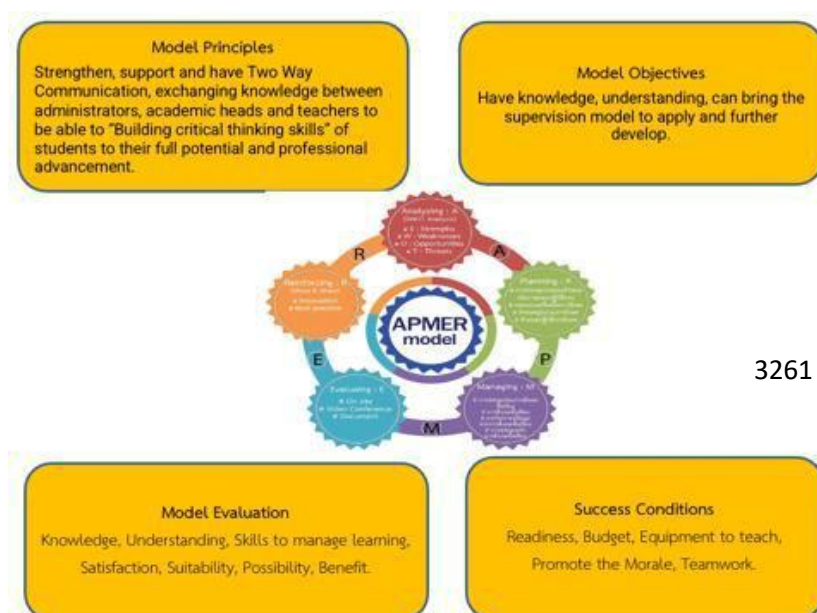 Model Principles
Strengthen, support and have Two Way
Communication, exchanging knowledge between
administrators, academic heads and teachers to
be able to “Building critical thinking skills” of
students to their full potential and professional
advancement.
Model Objectives
Have knowledge, understanding, can bring the
supervision model to apply and further
develop.
Analyzing : A
(SWOT Analysis)
S - Strengths
W - Weaknesses
O - Opportunities
T - Threats
R
A
Reinforcing : R
Planning : P
APMER
model
E
P
3261
Evaluating : E
On site
Video Conference
Document
Managing : M
M
Model Evaluation
Knowledge, Understanding, Skills to manage learning,
Satisfaction, Suitability, Possibility, Benefit.
Success Conditions
Readiness, Budget, Equipment to teach,
Promote the Morale, Teamwork.